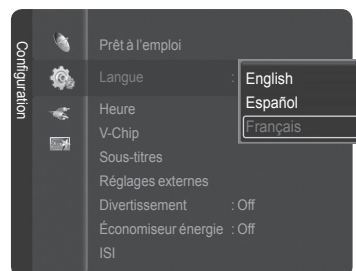 Configuration
Prêt à l'emploi
Langue :
English
Español
Français
Heure
V-Chip
Sous-titres
Réglages externes
Divertissement : Off
Économiseur énergie : Off
ISI